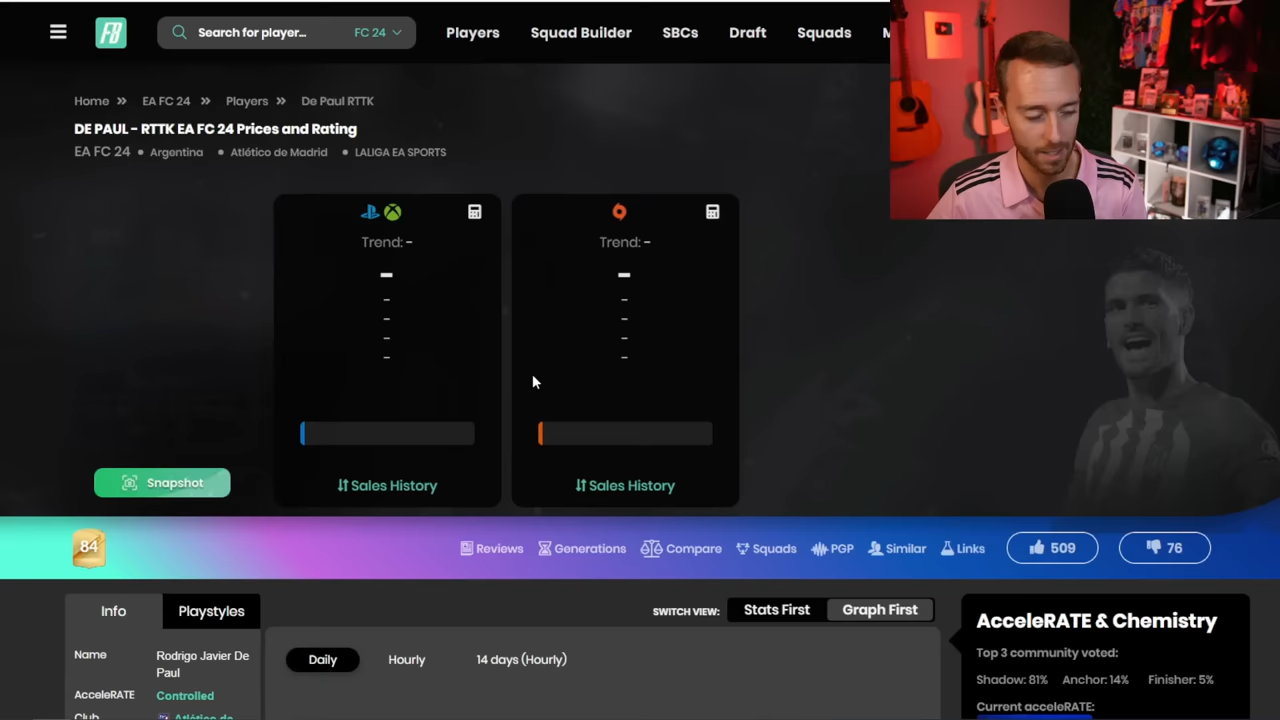 FB Search for player... FC 24 Players Squad Builder SBCs Draft Squads
Home » EA FC 24 » Players » De Paul RTTK
DE PAUL - RTTK EA FC 24 Prices and Rating
EA FC 24 • Argentina • Atlético de Madrid • LALIGA EA SPORTS
Trend: - Trend: -
- -
- -
- -
- -
- -
Snapshot Sales History Sales History
84 Reviews Generations Compare Squads PGP Similar Links 509 76
Info Playstyles SWITCH VIEW: Stats First Graph First
Name Rodrigo Javier De
Paul
AcceleRATE Controlled
Club Atlético de
Daily Hourly 14 days (Hourly)
AcceleRATE & Chemistry
Top 3 community voted:
Shadow: 81% Anchor: 14% Finisher: 5%
Current acceleRATE: